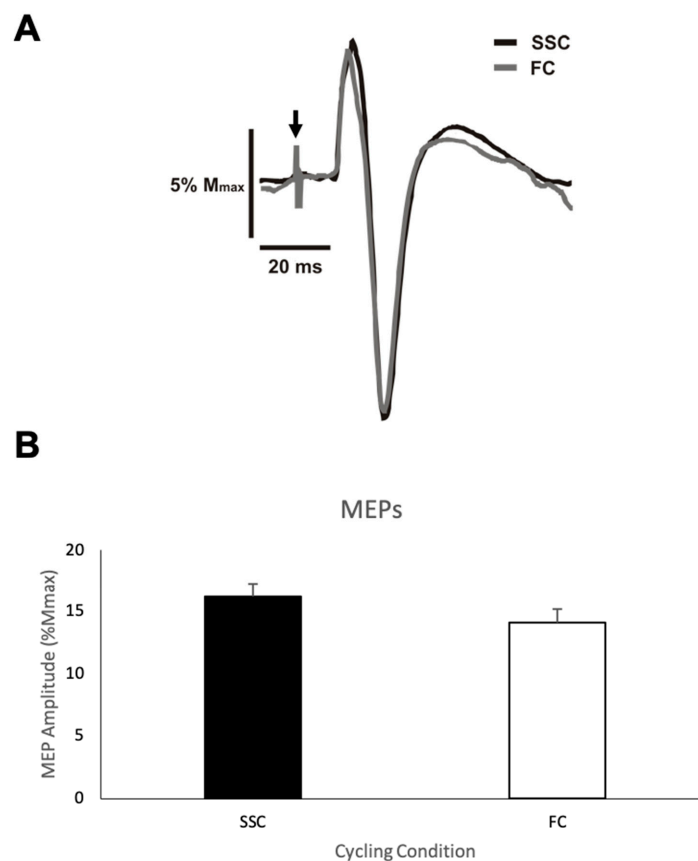 A
SSC
FC
5% Mmax
20 ms
B
MEPs
20
15
10
5
0
MEP Amplitude (%Mmax)
SSC
FC
Cycling Condition